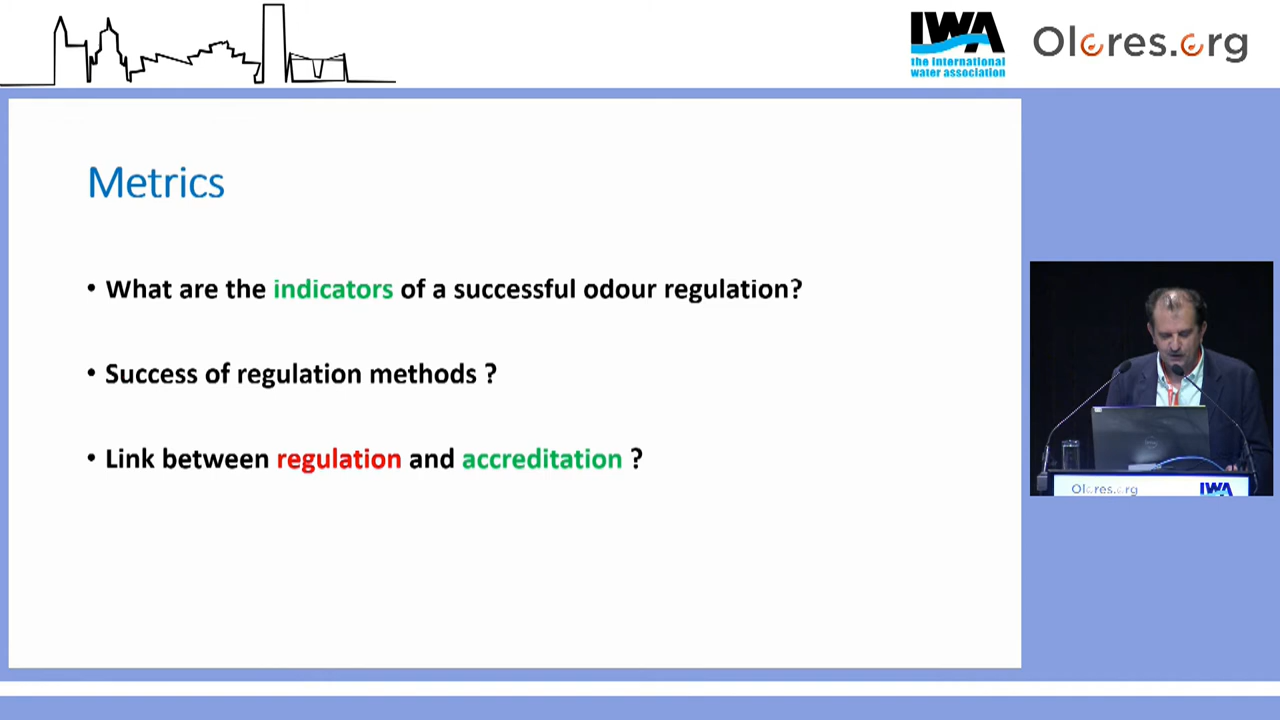 IWA
the international
water association
Olores.org
Metrics
• What are the indicators of a successful odour regulation?
• Success of regulation methods ?
• Link between regulation and accreditation ?
Olores.org
IWA